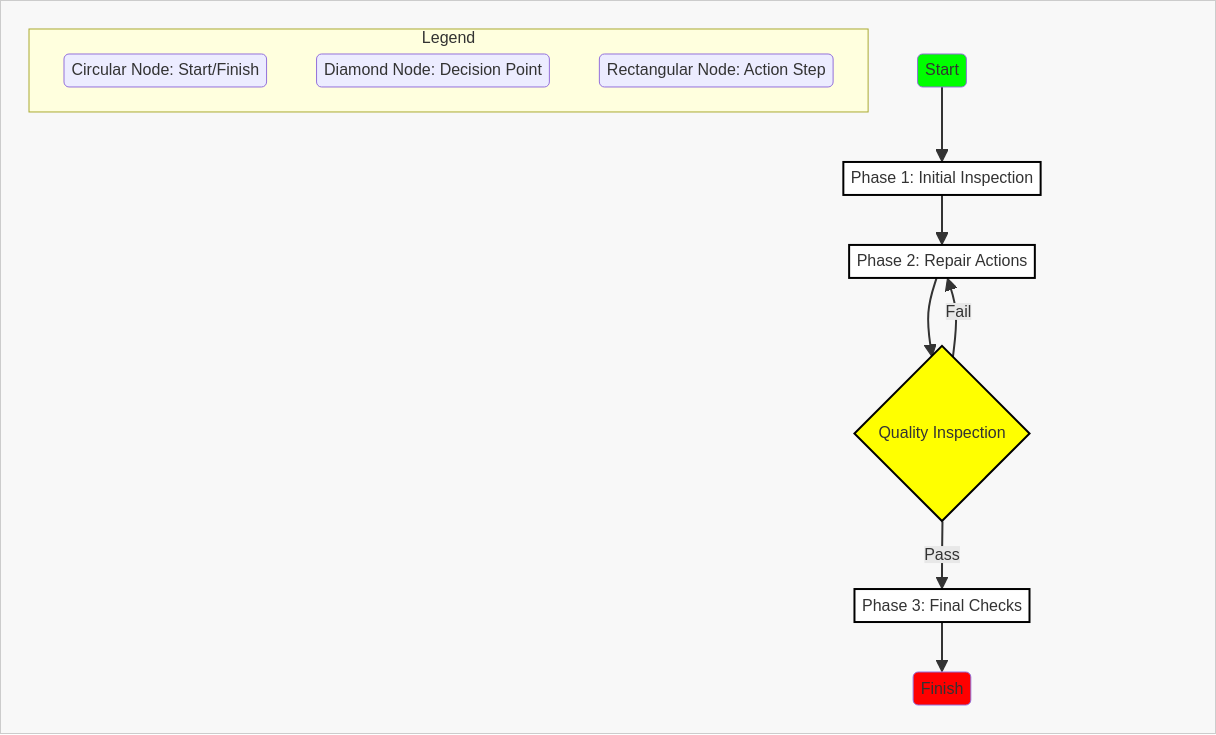 Legend
Circular Node: Start/Finish
Diamond Node: Decision Point
Rectangular Node: Action Step
Start
Phase 1: Initial Inspection
Phase 2: Repair Actions
Fail
Quality Inspection
Pass
Phase 3: Final Checks
Finish